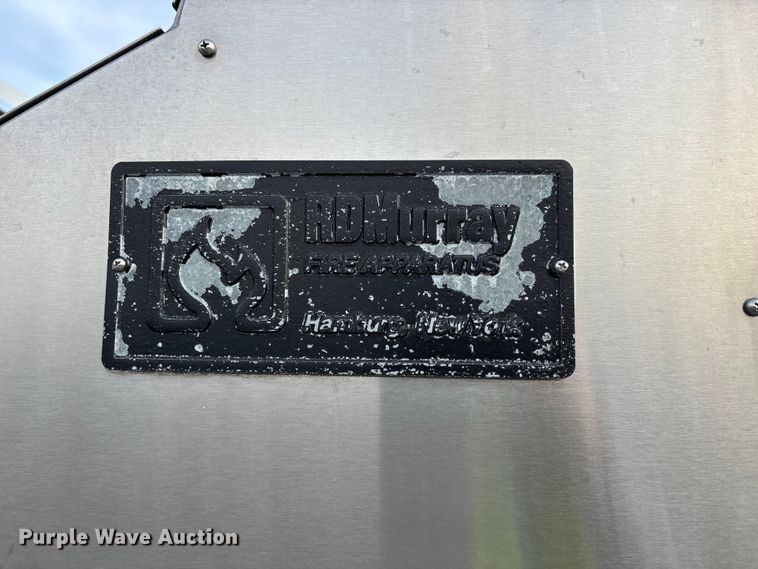 RDMurray
FIRE APPARATUS
Hamburg, New York
Purple Wave Auction